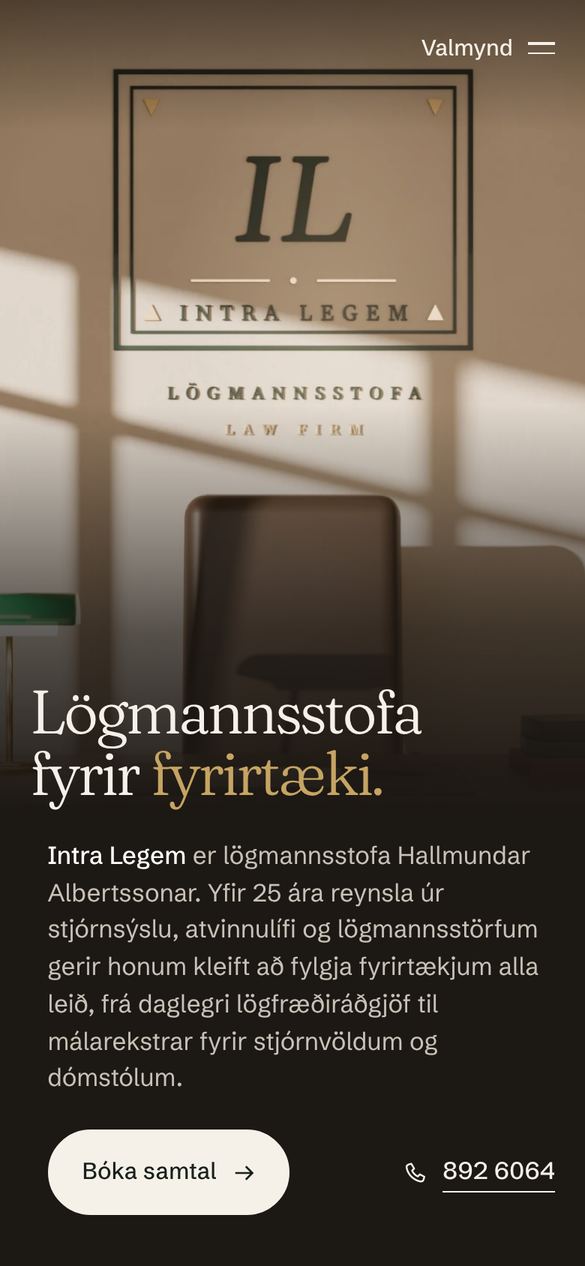 Valmynd
IL
INTRA LEGEM
LÖGMANNSSTOFA
LAW FIRM
Lögmannsstofa
fyrir fyrirtæki.
Intra Legem er lögmannsstofa Hallmundar
Albertssonar. Yfir 25 ára reynsla úr
stjórnsýslu, atvinnulífi og lögmannsstörfum
gerir honum kleift að fylgja fyrirtækjum alla
leið, frá daglegri lögfræðiráðgjöf til
málarekstrar fyrir stjórnvöldum og
dómstólum.
Bóka samtal →
892 6064